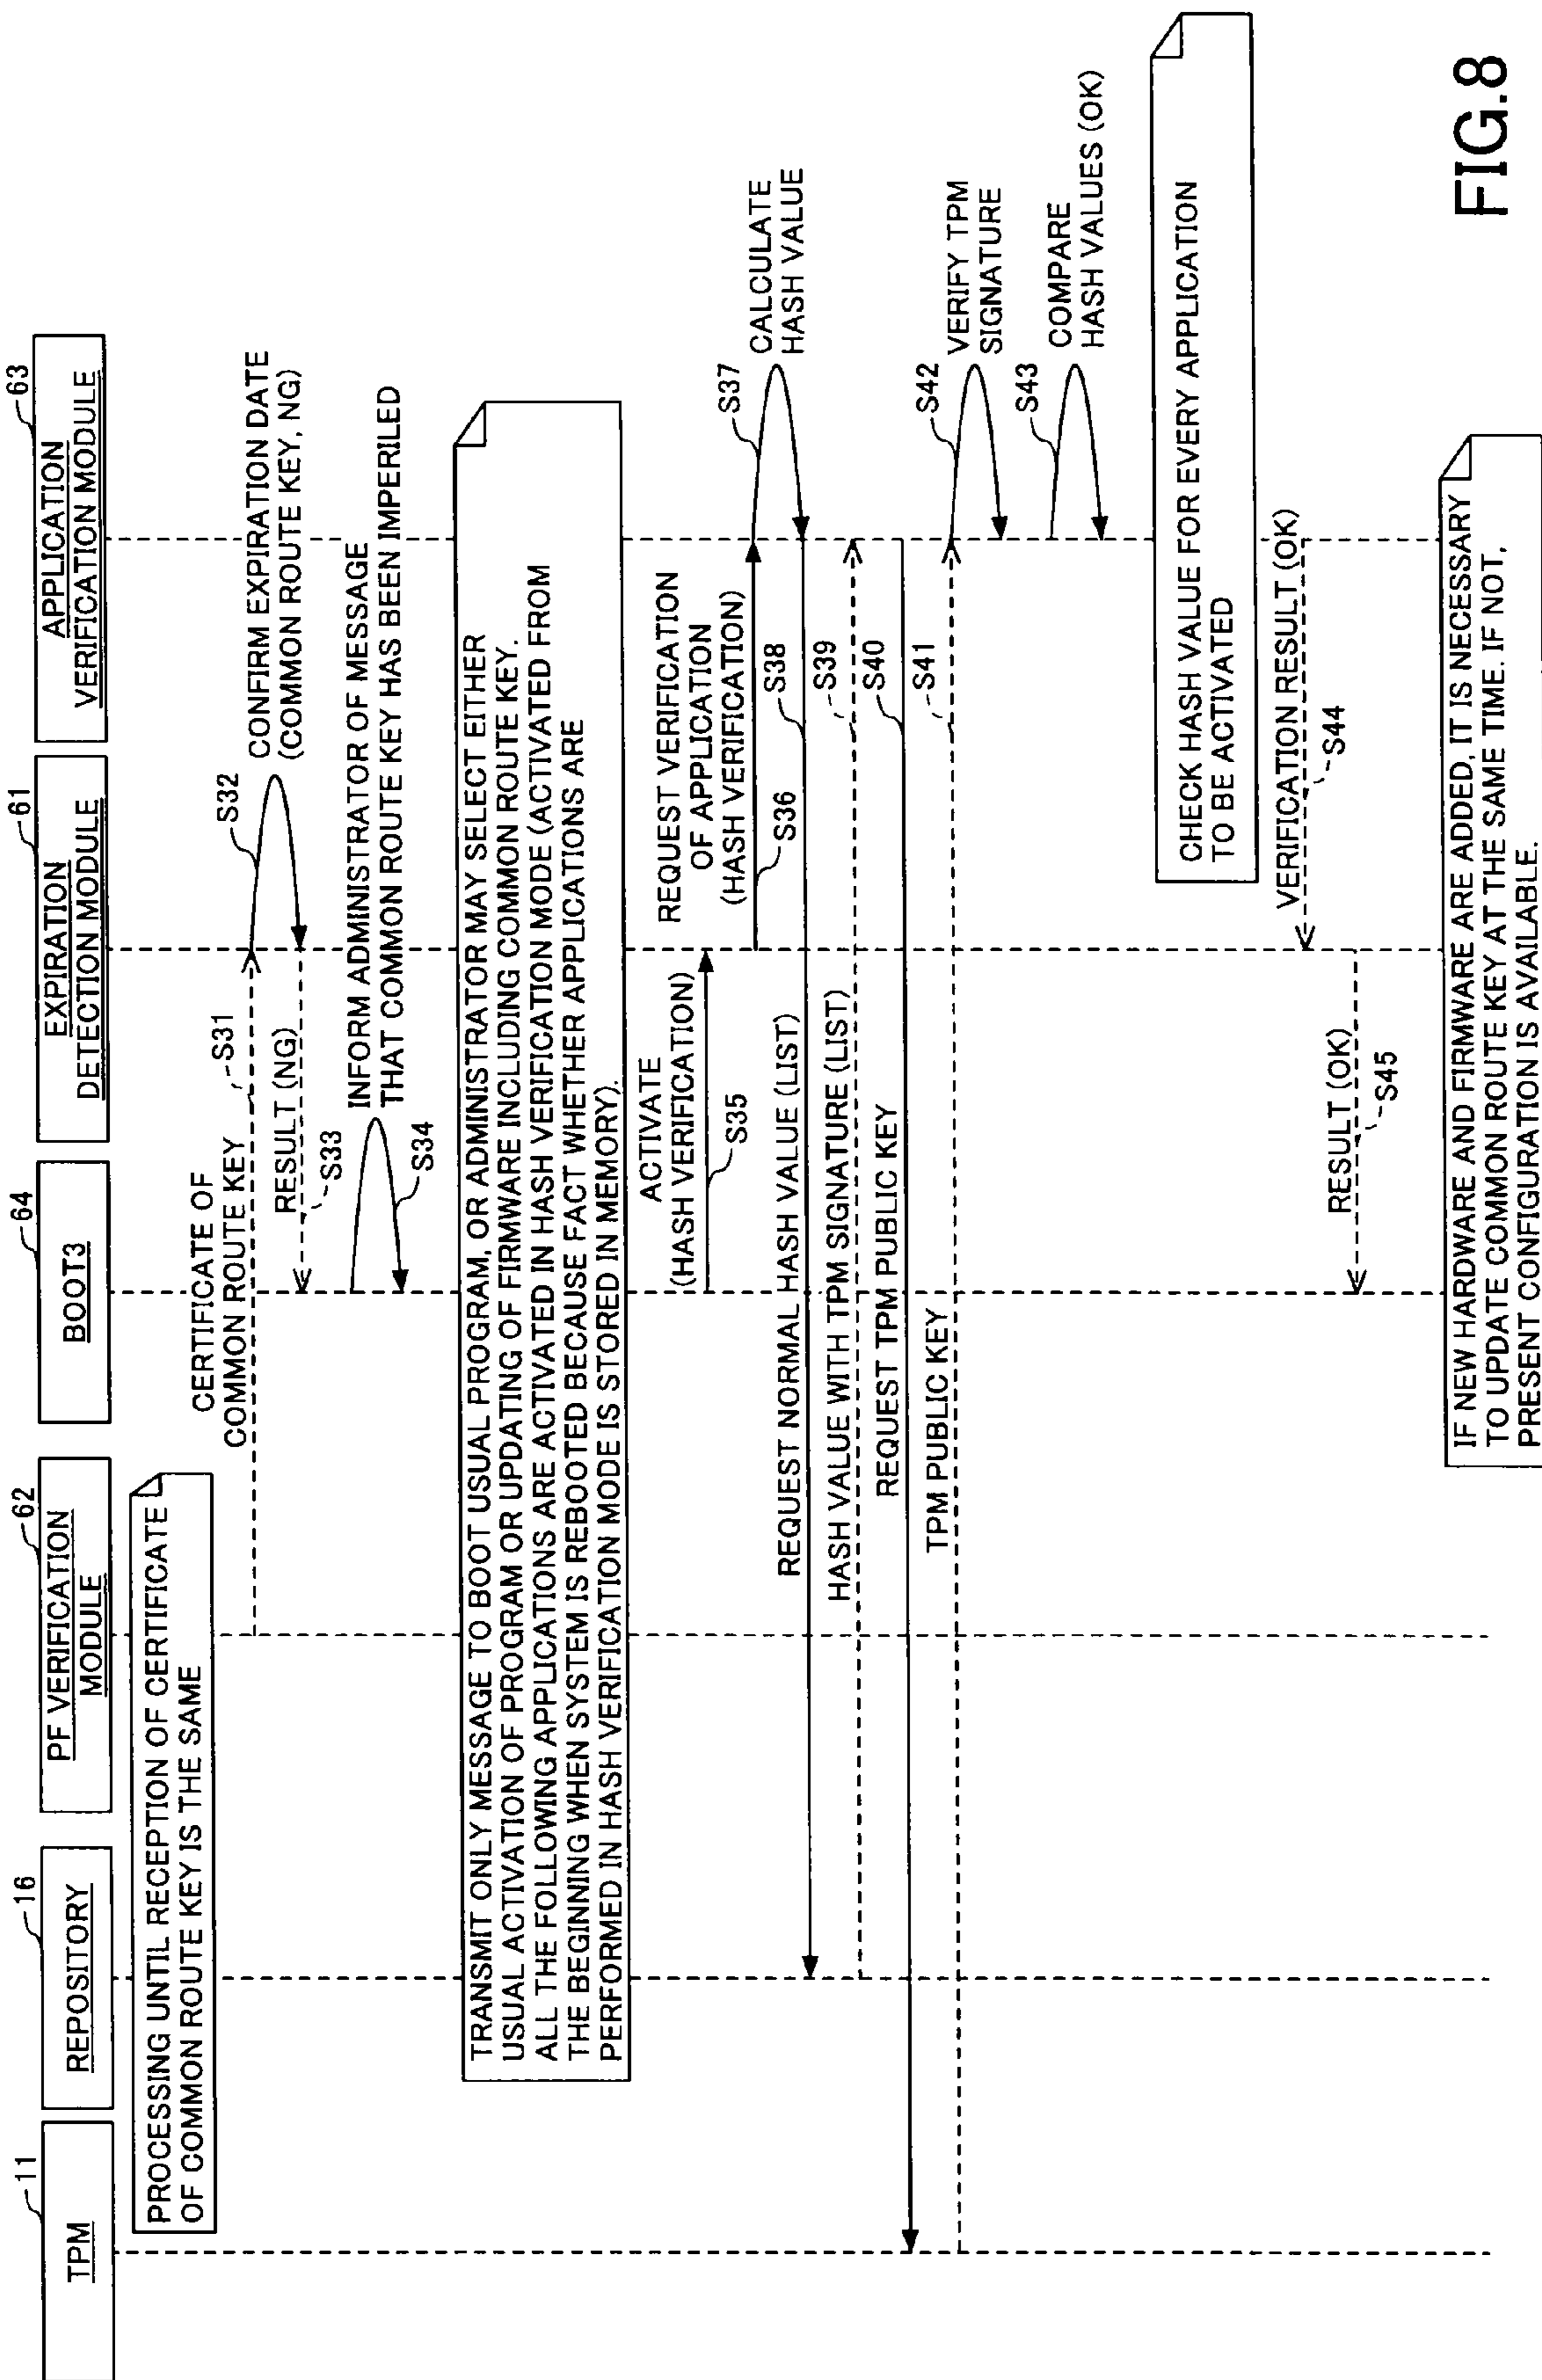 11
TPM
16
REPOSITORY
62
PF VERIFICATION
MODULE
64
BOOT3
61
EXPIRATION
DETECTION MODULE
63
APPLICATION
VERIFICATION MODULE
PROCESSING UNTIL RECEPTION OF CERTIFICATE
OF COMMON ROUTE KEY IS THE SAME
CERTIFICATE OF
COMMON ROUTE KEY
S31
S32
CONFIRM EXPIRATION DATE
(COMMON ROUTE KEY, NG)
RESULT (NG)
S33
INFORM ADMINISTRATOR OF MESSAGE
THAT COMMON ROUTE KEY HAS BEEN IMPERILED
S34
TRANSMIT ONLY MESSAGE TO BOOT USUAL PROGRAM, OR ADMINISTRATOR MAY SELECT EITHER
USUAL ACTIVATION OF PROGRAM OR UPDATING OF FIRMWARE INCLUDING COMMON ROUTE KEY.
ALL THE FOLLOWING APPLICATIONS ARE ACTIVATED IN HASH VERIFICATION MODE (ACTIVATED FROM
THE BEGINNING WHEN SYSTEM IS REBOOTED BECAUSE FACT WHETHER APPLICATIONS ARE
PERFORMED IN HASH VERIFICATION MODE IS STORED IN MEMORY).
ACTIVATE
(HASH VERIFICATION)
S35
REQUEST VERIFICATION
OF APPLICATION
(HASH VERIFICATION)
S36
S37
CALCULATE
HASH VALUE
REQUEST NORMAL HASH VALUE (LIST)
S38
HASH VALUE WITH TPM SIGNATURE (LIST)
S39
REQUEST TPM PUBLIC KEY
S40
TPM PUBLIC KEY
S41
S42
VERIFY TPM
SIGNATURE
S43
COMPARE
HASH VALUES (OK)
CHECK HASH VALUE FOR EVERY APPLICATION
TO BE ACTIVATED
VERIFICATION RESULT (OK)
S44
RESULT (OK)
S45
IF NEW HARDWARE AND FIRMWARE ARE ADDED, IT IS NECESSARY
TO UPDATE COMMON ROUTE KEY AT THE SAME TIME. IF NOT,
PRESENT CONFIGURATION IS AVAILABLE.
FIG.8